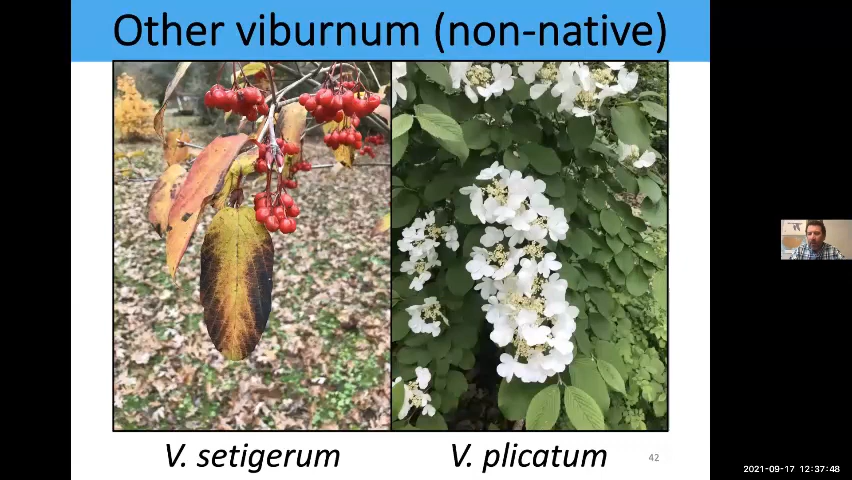 Other viburnum (non-native)
V. setigerum
V. plicatum
42
2021-09-17 12:37:48